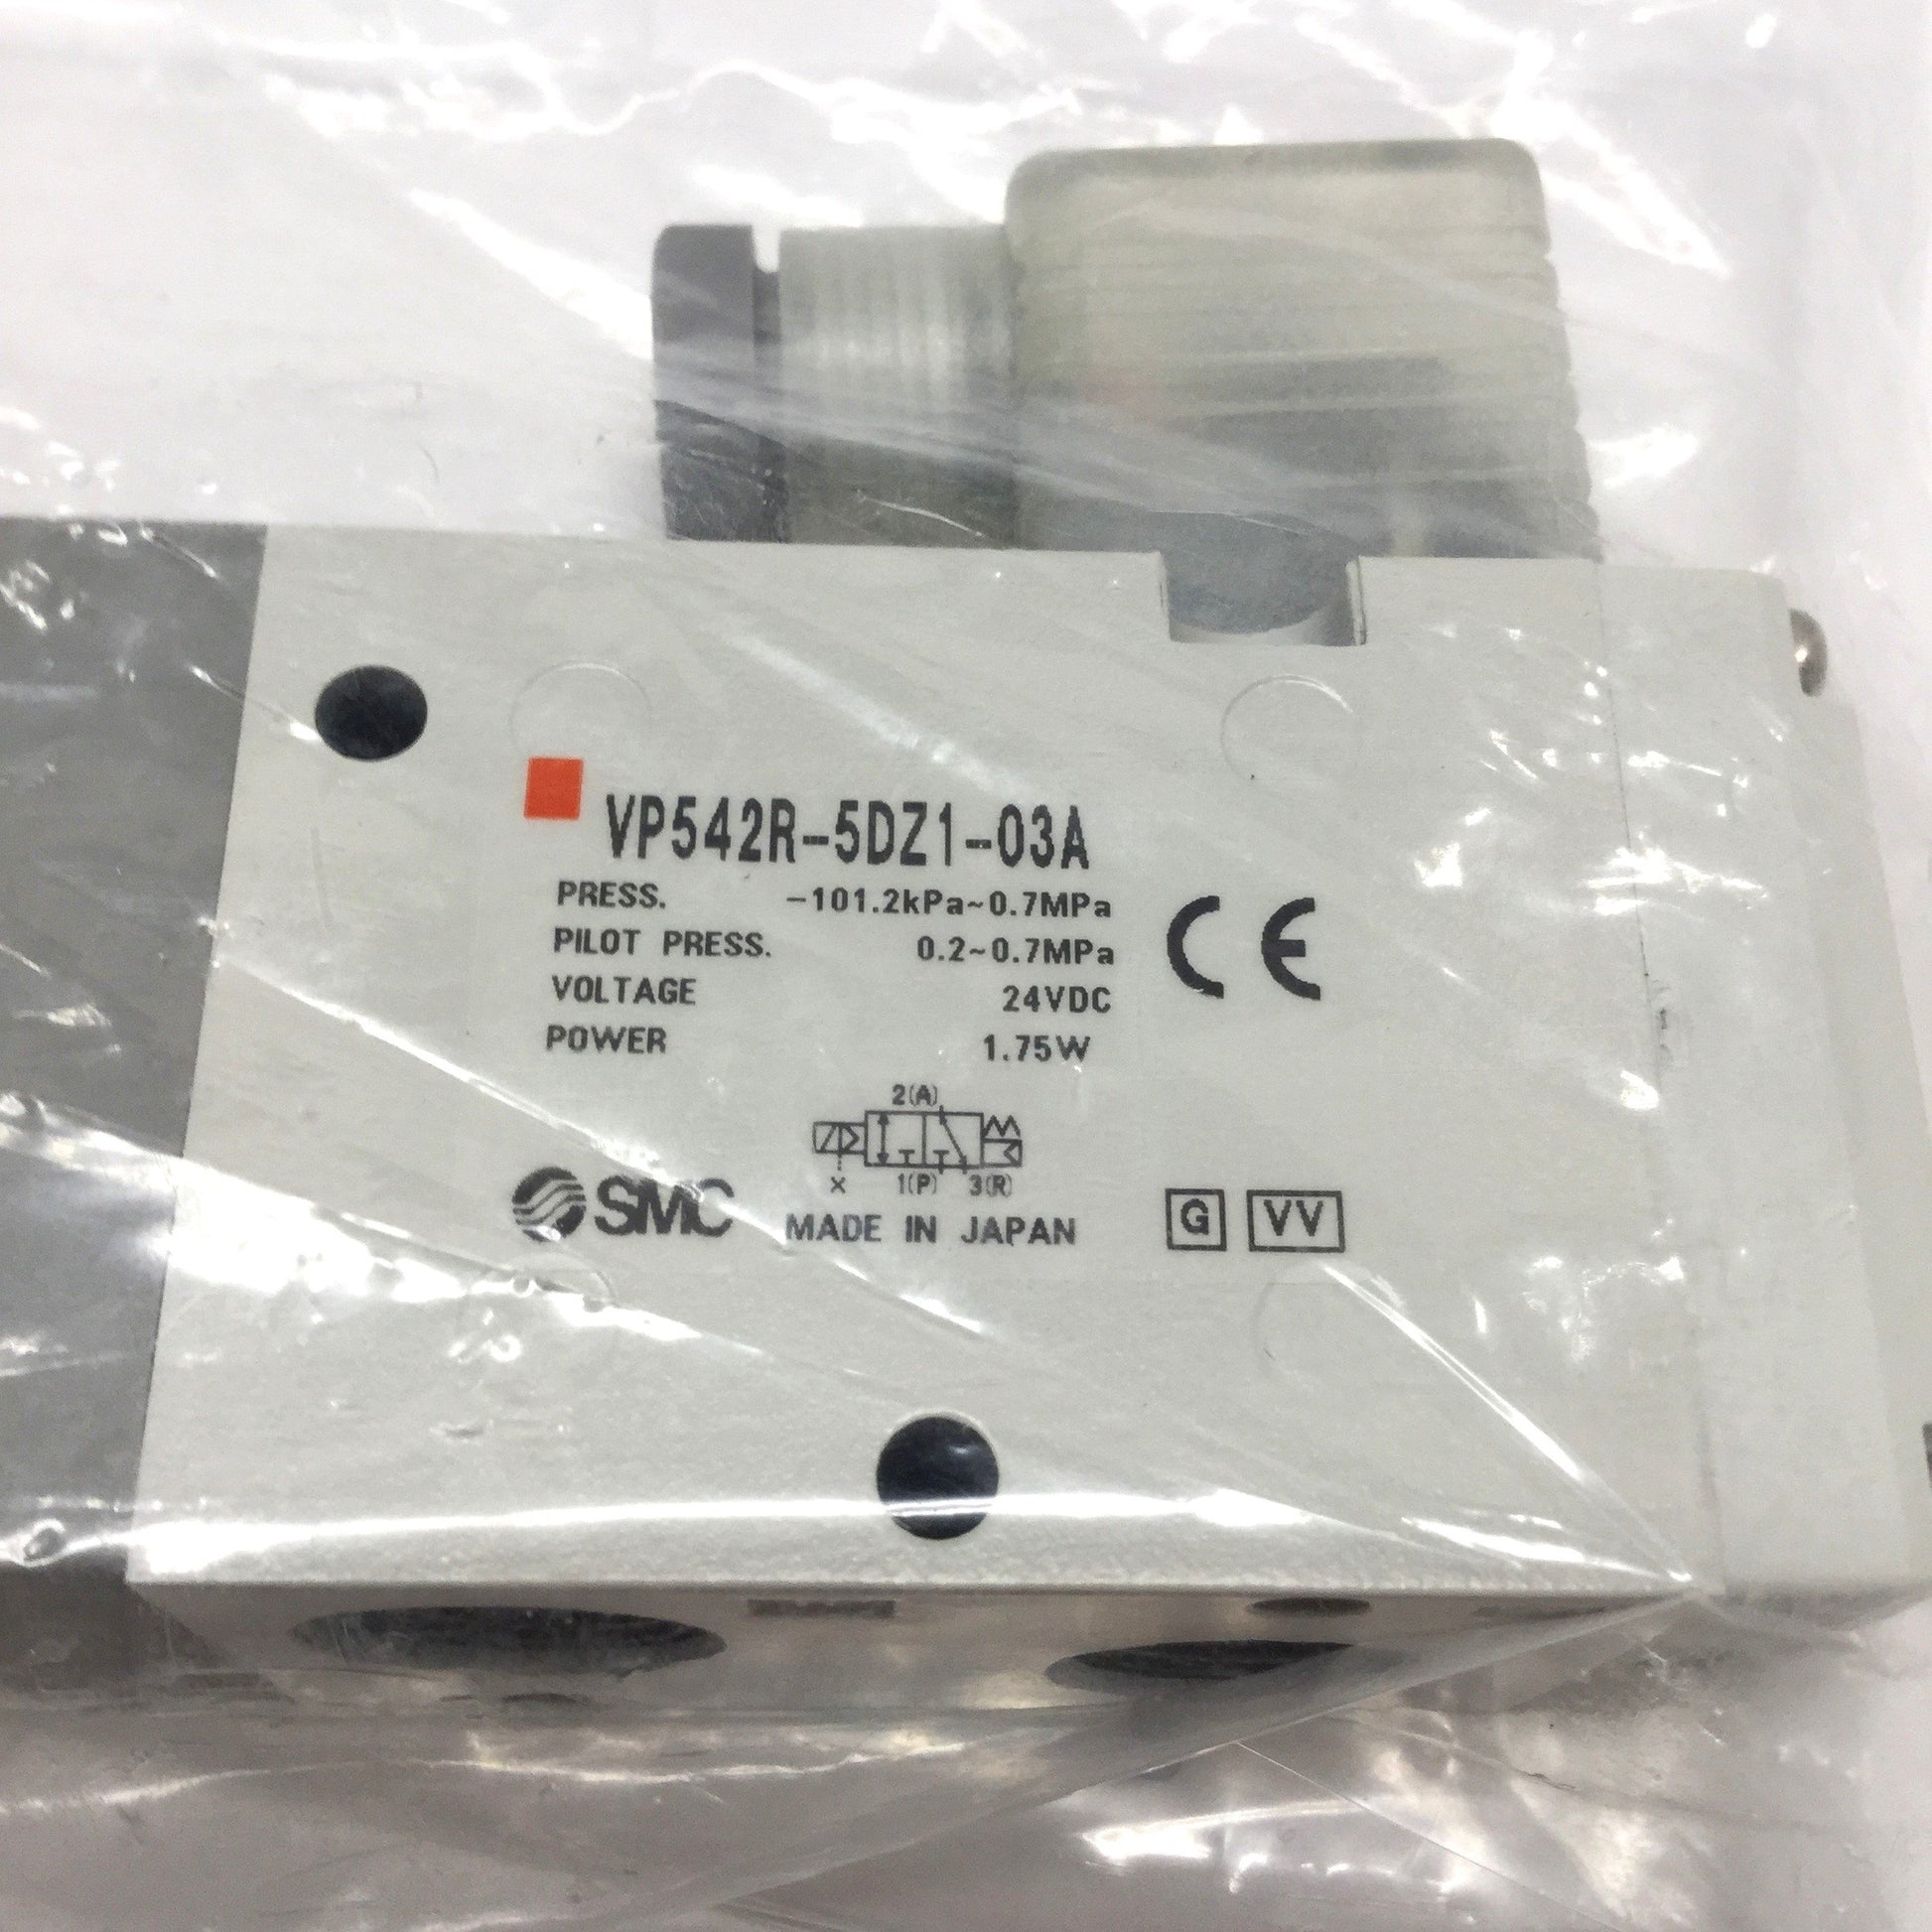 VP542R-5DZ1-03A
PRESS. -101.2kPa~0.7MPa
PILOT PRESS. 0.2~0.7MPa
VOLTAGE 24VDC
POWER 1.75W
CE
2(A)
X 1(P) 3(R)
SMC MADE IN JAPAN G VV